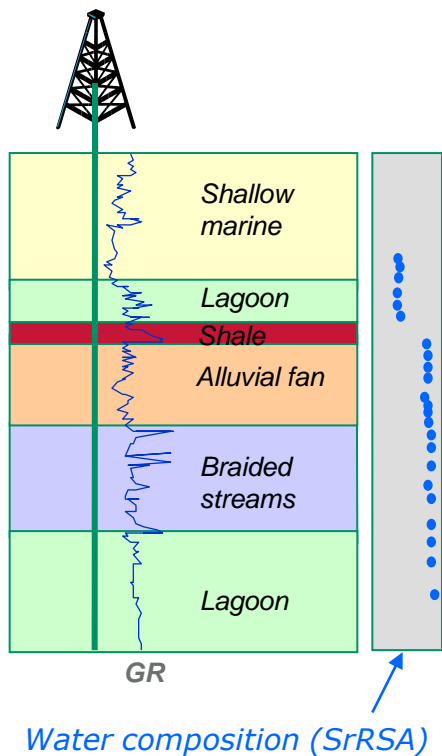 Shallow
marine
Lagoon
Shale
Alluvial fan
Braided
streams
Lagoon
GR
Water composition (SrRSA)